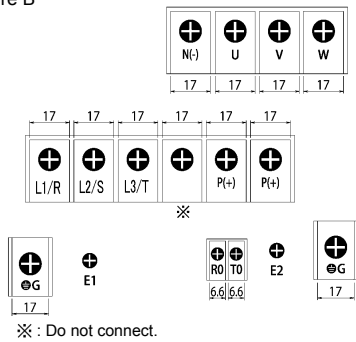 re B
N(-) U V W
17 17 17 17
17 17 17 17 17 17
L1/R L2/S L3/T P(+) P(+)
※
G E1 R0 T0 E2 G
17 6.6 6.6 17
※ : Do not connect.